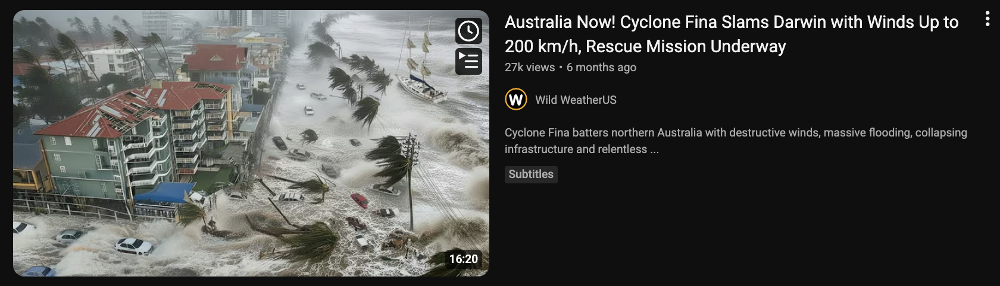 Australia Now! Cyclone Fina Slams Darwin with Winds Up to
200 km/h, Rescue Mission Underway
27k views • 6 months ago
W
Wild WeatherUS
Cyclone Fina batters northern Australia with destructive winds, massive flooding, collapsing
infrastructure and relentless ...
Subtitles
16:20